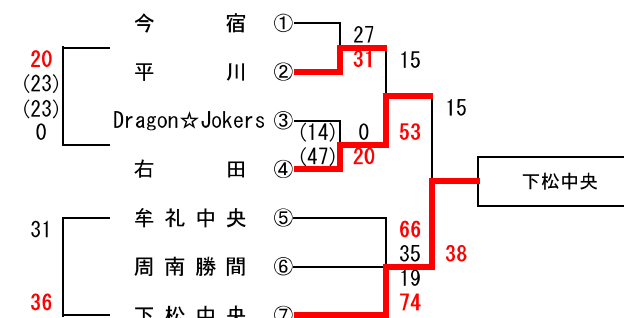 今宿 ① 27
20 平川 ② 31 15
(23)
(23) Dragon☆Jokers ③ (14) 0 53 15
0 (47) 20
右田 ④
下松中央
31 牟礼中央 ⑤ 66
周南勝間 ⑥ 35 38
19
36 下松中央 ⑦ 74